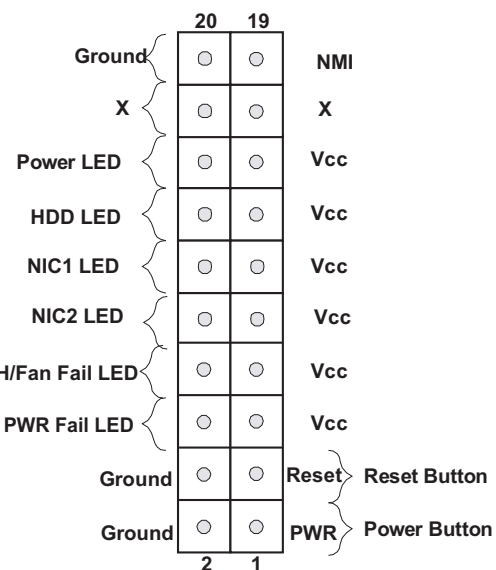 20 19
Ground NMI
X X
Power LED Vcc
HDD LED Vcc
NIC1 LED Vcc
NIC2 LED Vcc
H/Fan Fail LED Vcc
PWR Fail LED Vcc
Ground Reset Reset Button
Ground PWR Power Button
2 1